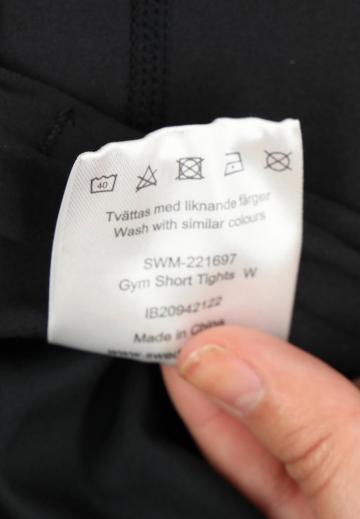 40
Tvättas med liknande färger
Wash with similar colours
SWM-221697
Gym Short Tights W
IB20942122
Made in China